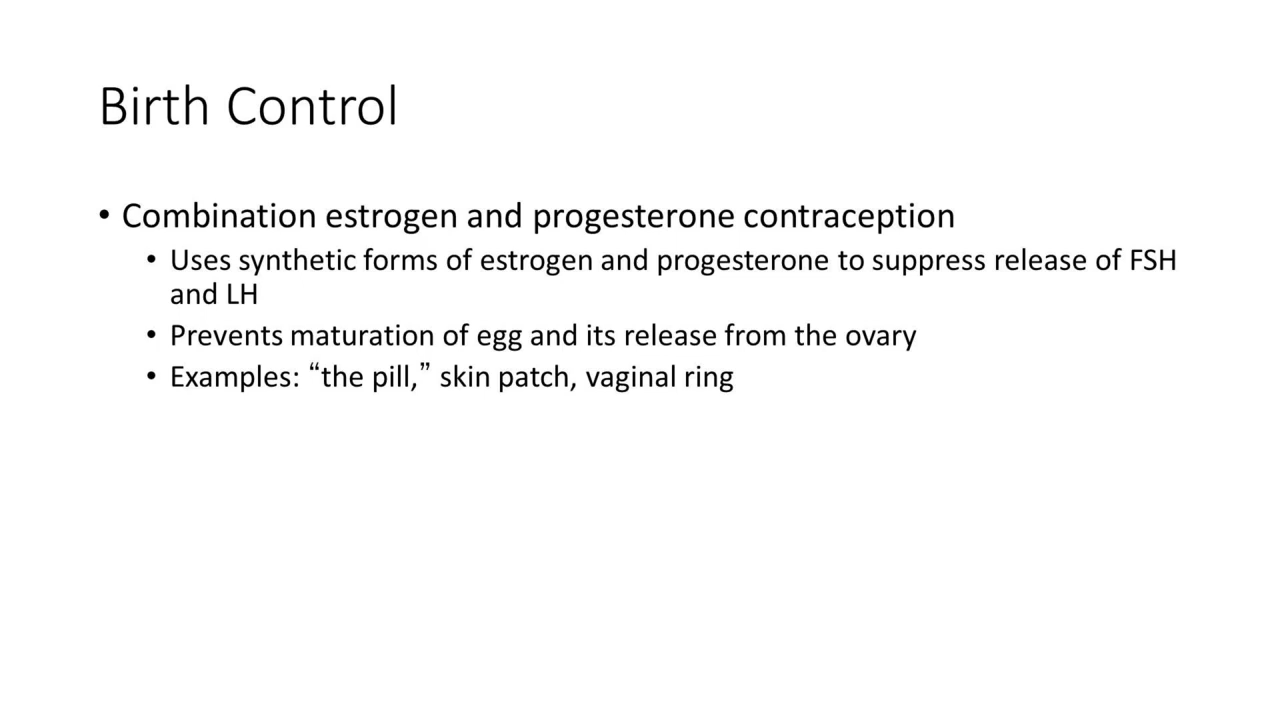 Birth Control
• Combination estrogen and progesterone contraception
• Uses synthetic forms of estrogen and progesterone to suppress release of FSH
and LH
• Prevents maturation of egg and its release from the ovary
• Examples: “the pill,” skin patch, vaginal ring